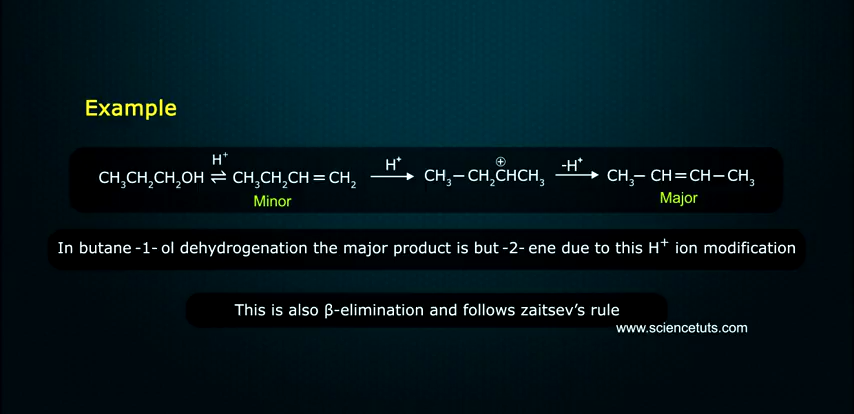 Example
CH₃CH₂CH₂OH ⇌ CH₃CH₂CH = CH₂ ⟶ CH₃ – CH₂CHCH₃ ⟶ CH₃– CH=CH–CH₃
H⁺ H⁺ ⊕ -H⁺
Minor Major
In butane -1- ol dehydrogenation the major product is but -2- ene due to this H⁺ ion modification
This is also β-elimination and follows zaitsev's rule
www.sciencetuts.com